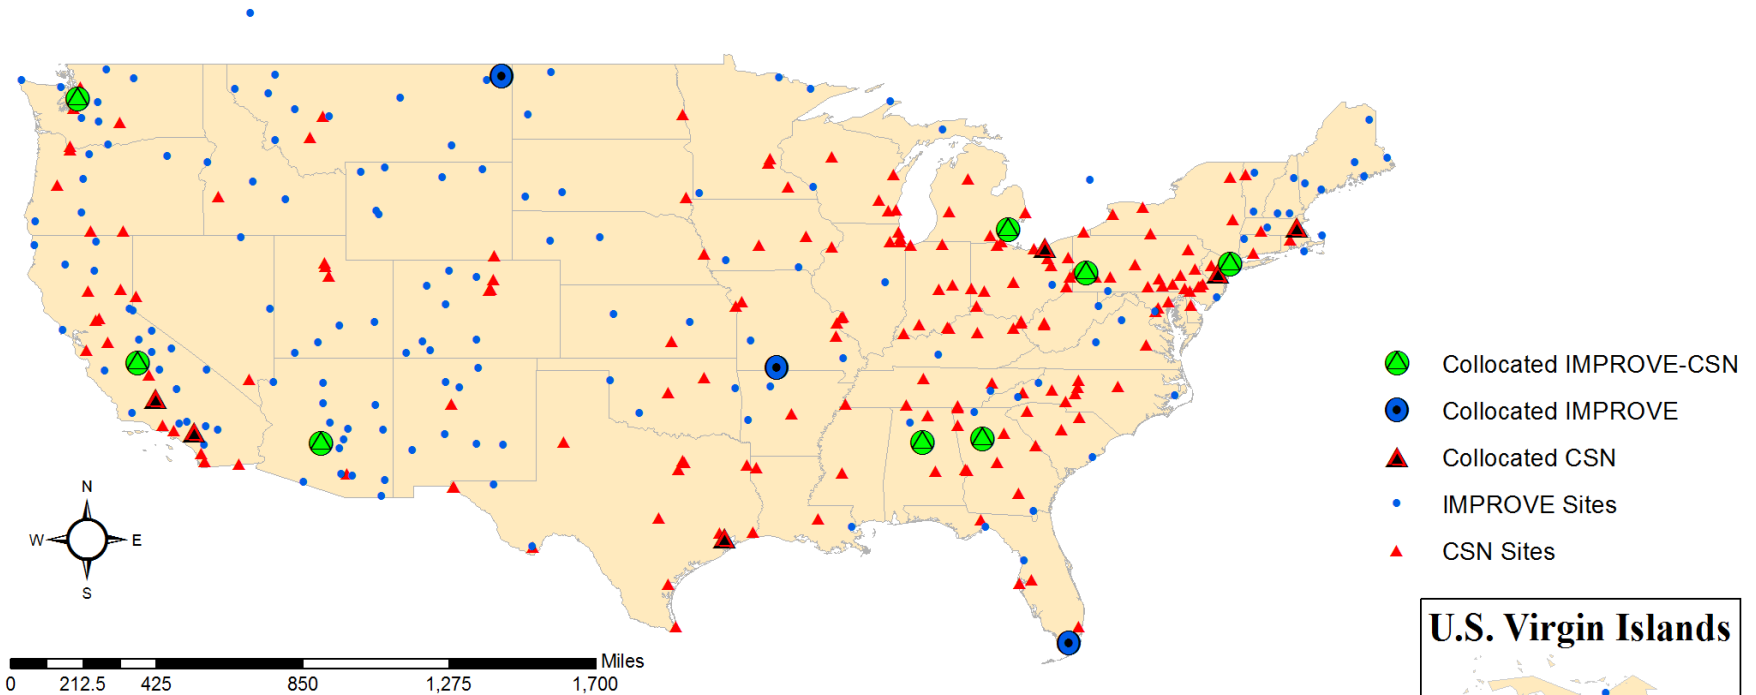 Collocated IMPROVE-CSN
Collocated IMPROVE
Collocated CSN
IMPROVE Sites
CSN Sites
N
W E
S
U.S. Virgin Islands
Miles
0 212.5 425 850 1,275 1,700